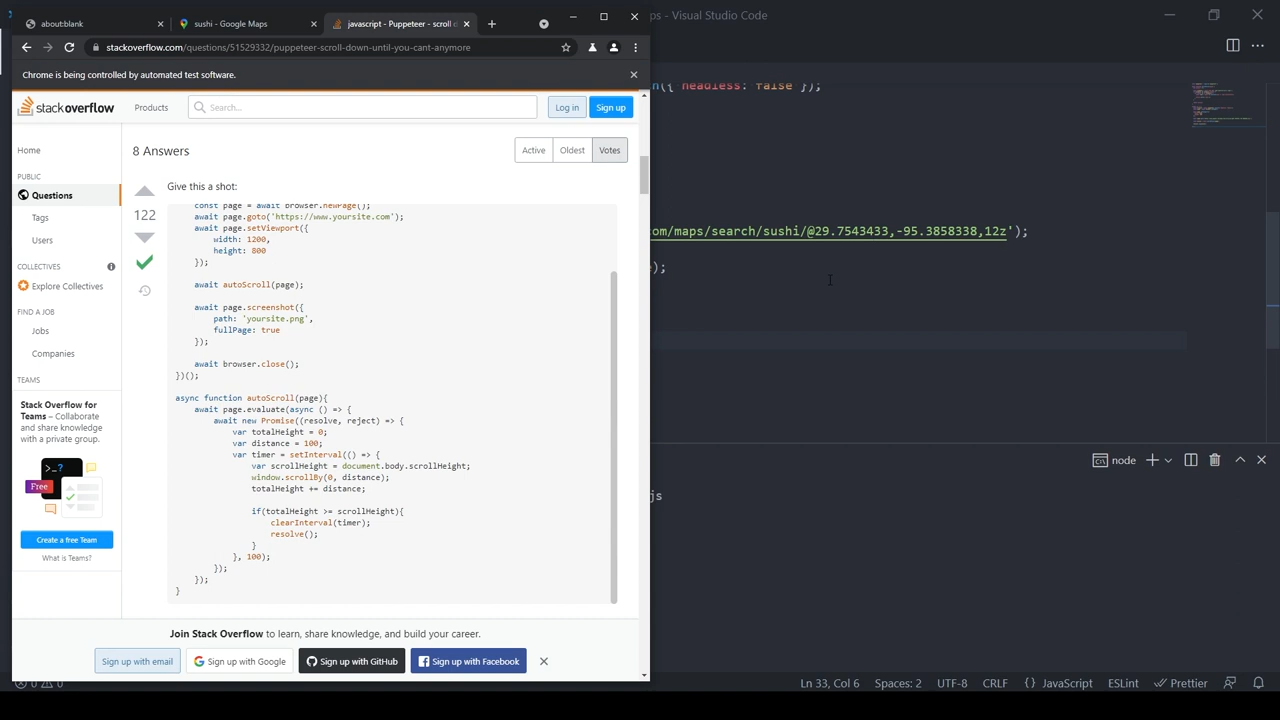 about:blank
sushi - Google Maps
javascript - Puppeteer - scroll d
ps - Visual Studio Code
stackoverflow.com/questions/51529332/puppeteer-scroll-down-until-you-cant-anymore
Chrome is being controlled by automated test software.
n({ headless: false });
stackoverflow
Products
Search...
Log in
Sign up
Home
PUBLIC
Questions
Tags
Users
COLLECTIVES
Explore Collectives
FIND A JOB
Jobs
Companies
TEAMS
Stack Overflow for
Teams – Collaborate
and share knowledge
with a private group.
>_?
Free
Create a free Team
What is Teams?
8 Answers
Active
Oldest
Votes
Give this a shot:
122
const page = await browser.newPage();
await page.goto('https://www.yoursite.com');
await page.setViewport({
width: 1200,
height: 800
});
await autoScroll(page);
await page.screenshot({
path: 'yoursite.png',
fullPage: true
});
await browser.close();
})();
async function autoScroll(page){
await page.evaluate(async () => {
await new Promise((resolve, reject) => {
var totalHeight = 0;
var distance = 100;
var timer = setInterval(() => {
var scrollHeight = document.body.scrollHeight;
window.scrollBy(0, distance);
totalHeight += distance;
if(totalHeight >= scrollHeight){
clearInterval(timer);
resolve();
}
}, 100);
});
});
}
Join Stack Overflow to learn, share knowledge, and build your career.
Sign up with email
Sign up with Google
Sign up with GitHub
Sign up with Facebook
om/maps/search/sushi/@29.7543433,-95.3858338,12z');
);
node
js
0
0
Ln 33, Col 6
Spaces: 2
UTF-8
CRLF
{ } JavaScript
ESLint
Prettier